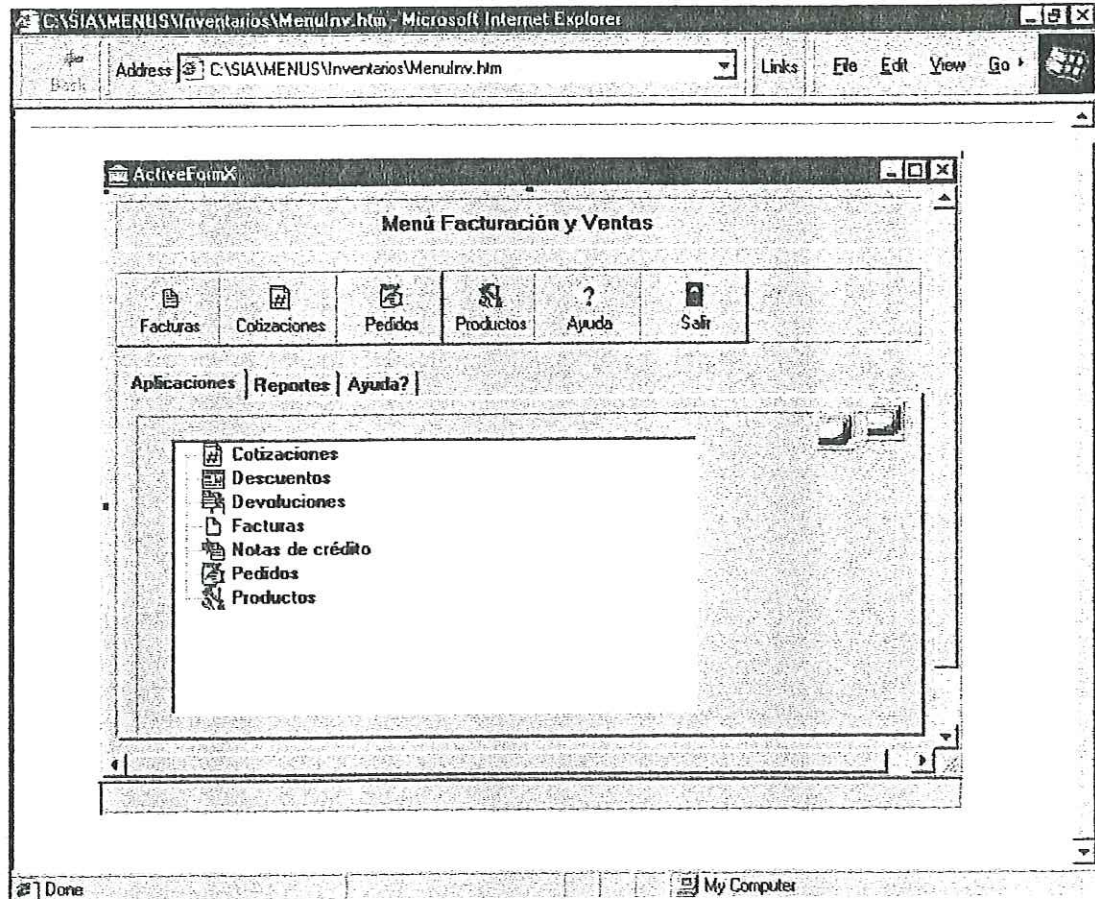 C:\SIA\MENUS\Inventarios\MenuInv.htm - Microsoft Internet Explorer
Back Address C:\SIA\MENUS\Inventarios\MenuInv.htm Links File Edit View Go
ActiveFormX
Menú Facturación y Ventas
Facturas Cotizaciones Pedidos Productos Ayuda Salir
Aplicaciones Reportes Ayuda?
Cotizaciones
Descuentos
Devoluciones
Facturas
Notas de crédito
Pedidos
Productos
Done My Computer